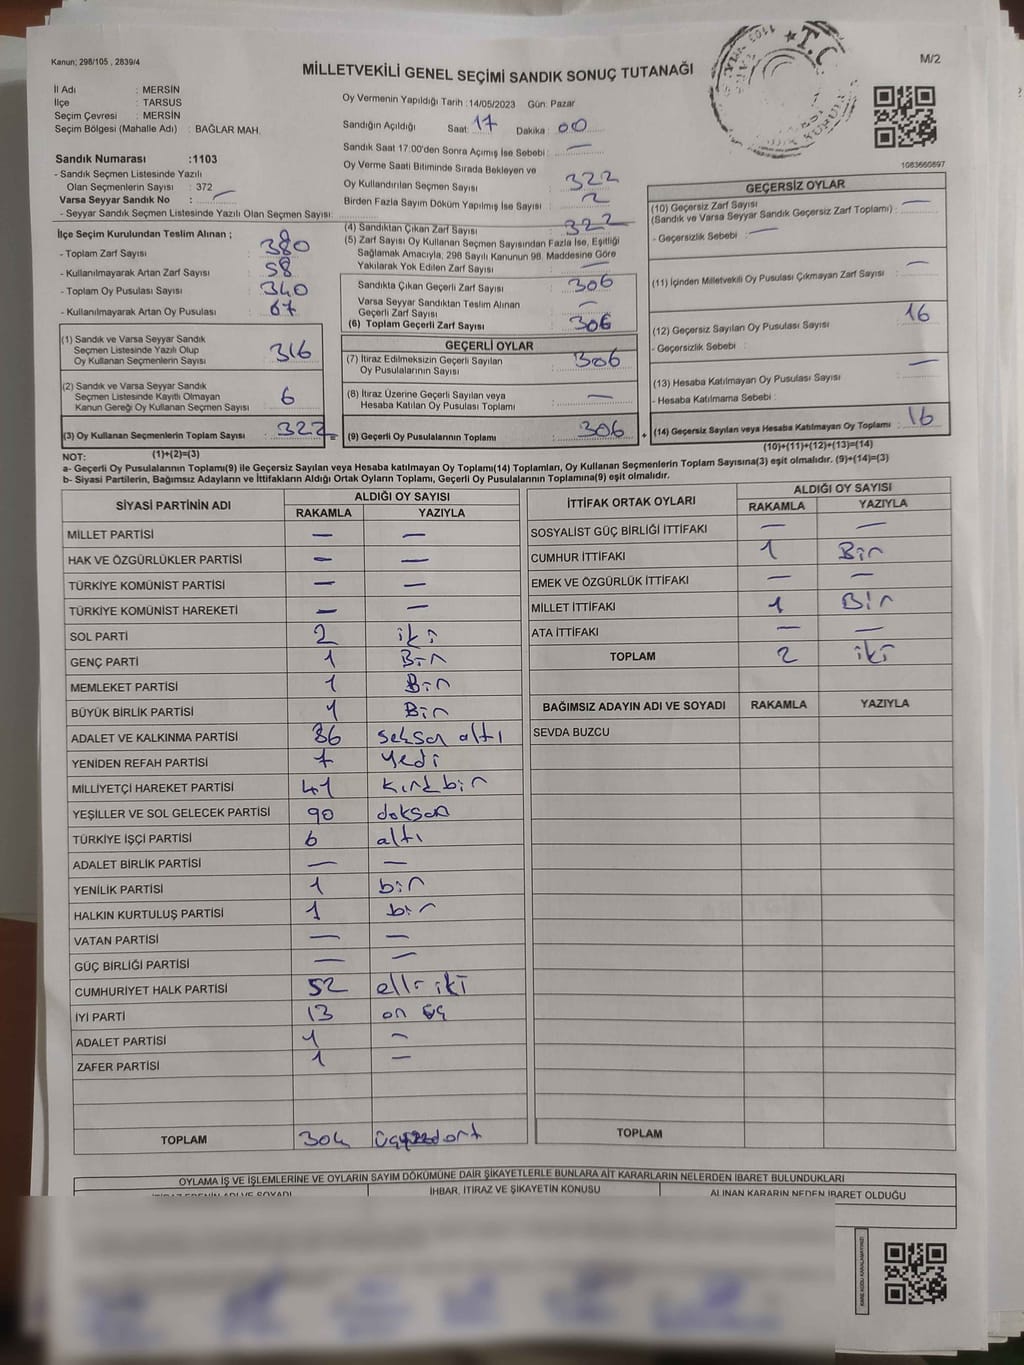 Kanun; 298/105 , 2839/4
M/2
MİLLETVEKİLİ GENEL SEÇİMİ SANDIK SONUÇ TUTANAĞI
İl Adı : MERSİN
İlçe : TARSUS
Seçim Çevresi : MERSİN
Seçim Bölgesi (Mahalle Adı) : BAĞLAR MAH.
Sandık Numarası :1103
- Sandık Seçmen Listesinde Yazılı
Olan Seçmenlerin Sayısı : 372
Varsa Seyyar Sandık No : —
- Seyyar Sandık Seçmen Listesinde Yazılı Olan Seçmen Sayısı:
İlçe Seçim Kurulundan Teslim Alınan ;
- Toplam Zarf Sayısı : 380
- Kullanılmayarak Artan Zarf Sayısı : 58
- Toplam Oy Pusulası Sayısı : 340
- Kullanılmayarak Artan Oy Pusulası : 67
(1) Sandık ve Varsa Seyyar Sandık
Seçmen Listesinde Yazılı Olup
Oy Kullanan Seçmenlerin Sayısı : 316
(2) Sandık ve Varsa Seyyar Sandık
Seçmen Listesinde Kayıtlı Olmayan
Kanun Gereği Oy Kullanan Seçmen Sayısı : 6
(3) Oy Kullanan Seçmenlerin Toplam Sayısı : 322
Oy Vermenin Yapıldığı Tarih : 14/05/2023 Gün: Pazar
Sandığın Açıldığı Saat: 17 Dakika : 00
Sandık Saat 17:00'den Sonra Açımış İse Sebebi : —
Oy Verme Saati Bitiminde Sırada Bekleyen ve
Oy Kullandırılan Seçmen Sayısı : 322
Birden Fazla Sayım Döküm Yapılmış İse Sayısı : 2
(4) Sandıktan Çıkan Zarf Sayısı : 322
(5) Zarf Sayısı Oy Kullanan Seçmen Sayısından Fazla İse, Eşitliği
Sağlamak Amacıyla, 298 Sayılı Kanunun 98. Maddesine Göre
Yakılarak Yok Edilen Zarf Sayısı : —
Sandıkta Çıkan Geçerli Zarf Sayısı : 306
Varsa Seyyar Sandıktan Teslim Alınan
Geçerli Zarf Sayısı : —
(6) Toplam Geçerli Zarf Sayısı : 306
GEÇERLİ OYLAR
(7) İtiraz Edilmeksizin Geçerli Sayılan
Oy Pusulalarının Sayısı : 306
(8) İtiraz Üzerine Geçerli Sayılan veya
Hesaba Katılan Oy Pusulası Toplamı : —
(9) Geçerli Oy Pusulalarının Toplamı : 306
1083660897
GEÇERSİZ OYLAR
(10) Geçersiz Zarf Sayısı : —
(Sandık ve Varsa Seyyar Sandık Geçersiz Zarf Toplamı)
- Geçersizlik Sebebi : —
(11) İçinden Milletvekili Oy Pusulası Çıkmayan Zarf Sayısı : —
(12) Geçersiz Sayılan Oy Pusulası Sayısı : 16
- Geçersizlik Sebebi :
(13) Hesaba Katılmayan Oy Pusulası Sayısı : —
- Hesaba Katılmama Sebebi :
+ (14) Geçersiz Sayılan veya Hesaba Katılmayan Oy Toplamı : 16
NOT: (1)+(2)=(3)
(10)+(11)+(12)+(13)=(14)
a- Geçerli Oy Pusulalarının Toplamı(9) ile Geçersiz Sayılan veya Hesaba katılmayan Oy Toplamı(14) Toplamları, Oy Kullanan Seçmenlerin Toplam Sayısına(3) eşit olmalıdır. (9)+(14)=(3)
b- Siyasi Partilerin, Bağımsız Adayların ve İttifakların Aldığı Ortak Oyların Toplamı, Geçerli Oy Pusulalarının Toplamına(9) eşit olmalıdır.
SİYASİ PARTİNİN ADI ALDIĞI OY SAYISI
RAKAMLA YAZIYLA
MİLLET PARTİSİ — —
HAK VE ÖZGÜRLÜKLER PARTİSİ — —
TÜRKİYE KOMÜNİST PARTİSİ — —
TÜRKİYE KOMÜNİST HAREKETİ — —
SOL PARTİ 2 iki
GENÇ PARTİ 1 Bin
MEMLEKET PARTİSİ 1 Bin
BÜYÜK BİRLİK PARTİSİ 1 Bin
ADALET VE KALKINMA PARTİSİ 86 seksen altı
YENİDEN REFAH PARTİSİ 7 yedi
MİLLİYETÇİ HAREKET PARTİSİ 41 kırk bin
YEŞİLLER VE SOL GELECEK PARTİSİ 90 doksan
TÜRKİYE İŞÇİ PARTİSİ 6 altı
ADALET BİRLİK PARTİSİ — —
YENİLİK PARTİSİ 1 bin
HALKIN KURTULUŞ PARTİSİ 1 bir
VATAN PARTİSİ — —
GÜÇ BİRLİĞİ PARTİSİ — —
CUMHURİYET HALK PARTİSİ 52 elli iki
İYİ PARTİ 13 on üç
ADALET PARTİSİ 1 —
ZAFER PARTİSİ 1 —
TOPLAM 304
İTTİFAK ORTAK OYLARI ALDIĞI OY SAYISI
RAKAMLA YAZIYLA
SOSYALİST GÜÇ BİRLİĞİ İTTİFAKI — —
CUMHUR İTTİFAKI 1 Bin
EMEK VE ÖZGÜRLÜK İTTİFAKI — —
MİLLET İTTİFAKI 1 Bin
ATA İTTİFAKI — —
TOPLAM 2 iki
BAĞIMSIZ ADAYIN ADI VE SOYADI RAKAMLA YAZIYLA
SEVDA BUZCU
TOPLAM
OYLAMA İŞ VE İŞLEMLERİNE VE OYLARIN SAYIM DÖKÜMÜNE DAİR ŞİKAYETLERLE BUNLARA AİT KARARLARIN NELERDEN İBARET BULUNDUKLARI
İTİRAZ EDENİN ADI VE SOYADI İHBAR, İTİRAZ VE ŞİKAYETİN KONUSU ALINAN KARARIN NEDEN İBARET OLDUĞU
KARE KODU KARALAMAYINIZ!